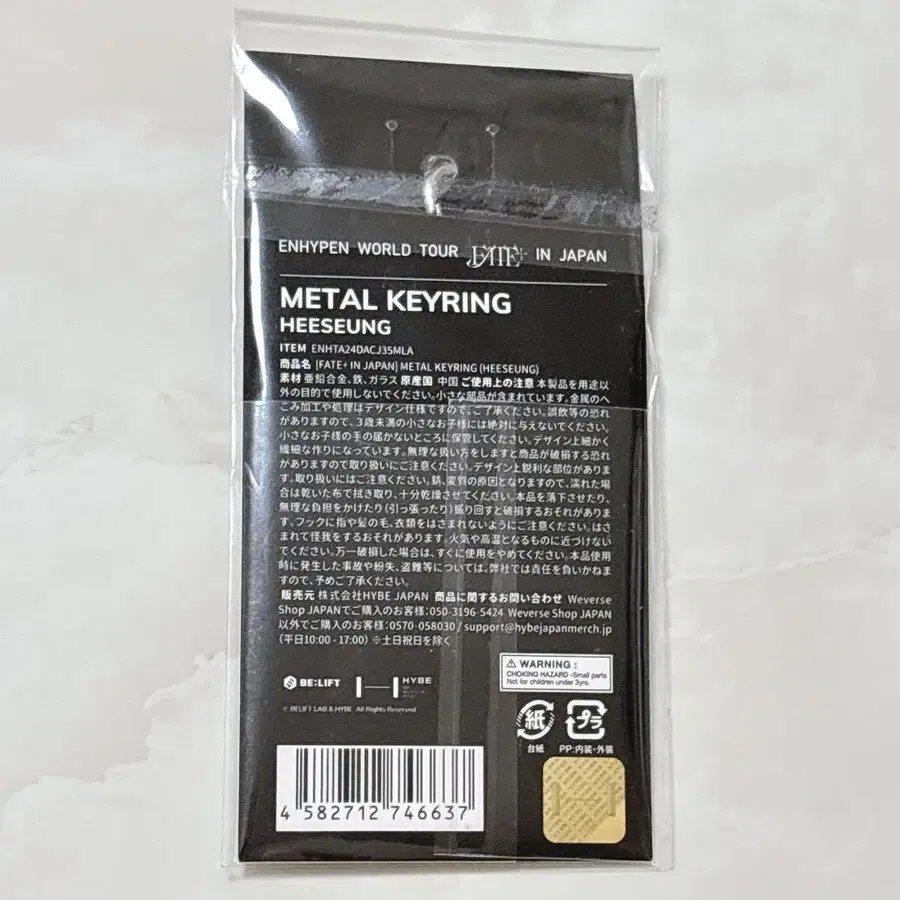 ENHYPEN WORLD TOUR FATE+ IN JAPAN
METAL KEYRING
HEESEUNG
ITEM ENHTA24DACJ35MLA
商品名 [FATE+ IN JAPAN] METAL KEYRING (HEESEUNG)
素材 亜鉛合金、鉄、ガラス 原産国 中国 ご使用上の注意 本製品を用途以
外の目的で使用しないでください。小さな部品が含まれています。金属のへ
こみ加工や処理はデザイン仕様ですので、ご了承ください。誤飲等の恐れ
がありますので、3歳未満の小さなお子様には絶対に与えないでください。
小さなお子様の手の届かないところに保管してください。デザイン上細かく
繊細な作りになっています。無理な扱い方をしますと商品が破損する恐れ
がありますので取り扱いにご注意ください。デザイン上鋭利な部位がありま
す。取り扱いにはご注意ください。錆、変質の原因となりますので、濡れた場
合は乾いた布で拭き取り、十分乾燥させてください。本品を落下させたり、
無理な負担をかけたり(引っ張ったり)振り回すと破損するおそれがありま
す。フックに指や髪の毛、衣類をはさまれないようにご注意ください。はさ
まれて怪我をするおそれがあります。火気や高温となるものに近づけない
でください。万一破損した場合は、すぐに使用をやめてください。本品使用
時に発生した事故や紛失、盗難等については、弊社では責任を負いかねま
すので、予めご了承ください。
販売元 株式会社HYBE JAPAN 商品に関するお問い合わせ Weverse
Shop JAPANでご購入のお客様:050-3196-5424 Weverse Shop JAPAN
以外でご購入のお客様:0570-058030 / support@hybejapanmerch.jp
(平日10:00 - 17:00) ※土日祝日を除く
BE:LIFT HYBE
© BELIFT LAB & HYBE. All Rights Reserved
WARNING :
CHOKING HAZARD -Small parts
Not for children under 3yrs.
紙 プラ
台紙 PP:内装・外装
4 582712 746637